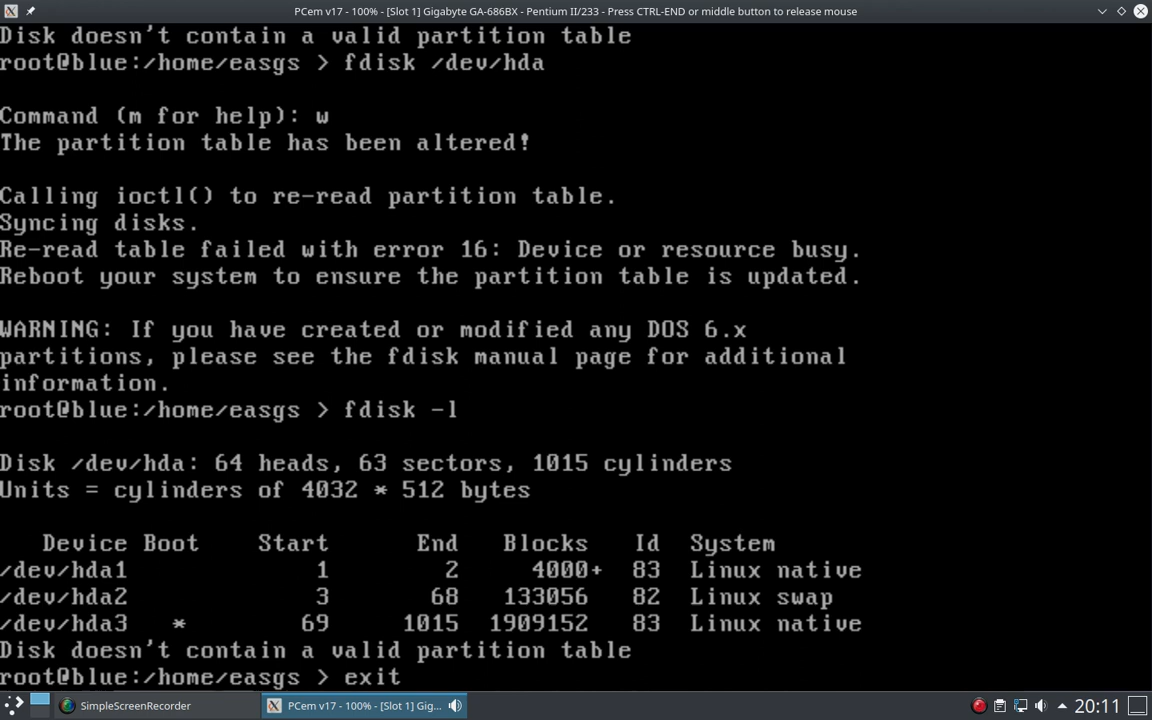 PCem v17 - 100% - [Slot 1] Gigabyte GA-686BX - Pentium II/233 - Press CTRL-END or middle button to release mouse
Disk doesn't contain a valid partition table
root@blue:/home/easgs > fdisk /dev/hda
Command (m for help): w
The partition table has been altered!
Calling ioctl() to re-read partition table.
Syncing disks.
Re-read table failed with error 16: Device or resource busy.
Reboot your system to ensure the partition table is updated.
WARNING: If you have created or modified any DOS 6.x
partitions, please see the fdisk manual page for additional
information.
root@blue:/home/easgs > fdisk -l
Disk /dev/hda: 64 heads, 63 sectors, 1015 cylinders
Units = cylinders of 4032 * 512 bytes
Device Boot Start End Blocks Id System
/dev/hda1 1 2 4000+ 83 Linux native
/dev/hda2 3 68 133056 82 Linux swap
/dev/hda3 * 69 1015 1909152 83 Linux native
Disk doesn't contain a valid partition table
root@blue:/home/easgs > exit
SimpleScreenRecorder PCem v17 - 100% - [Slot 1] Gig... 20:11